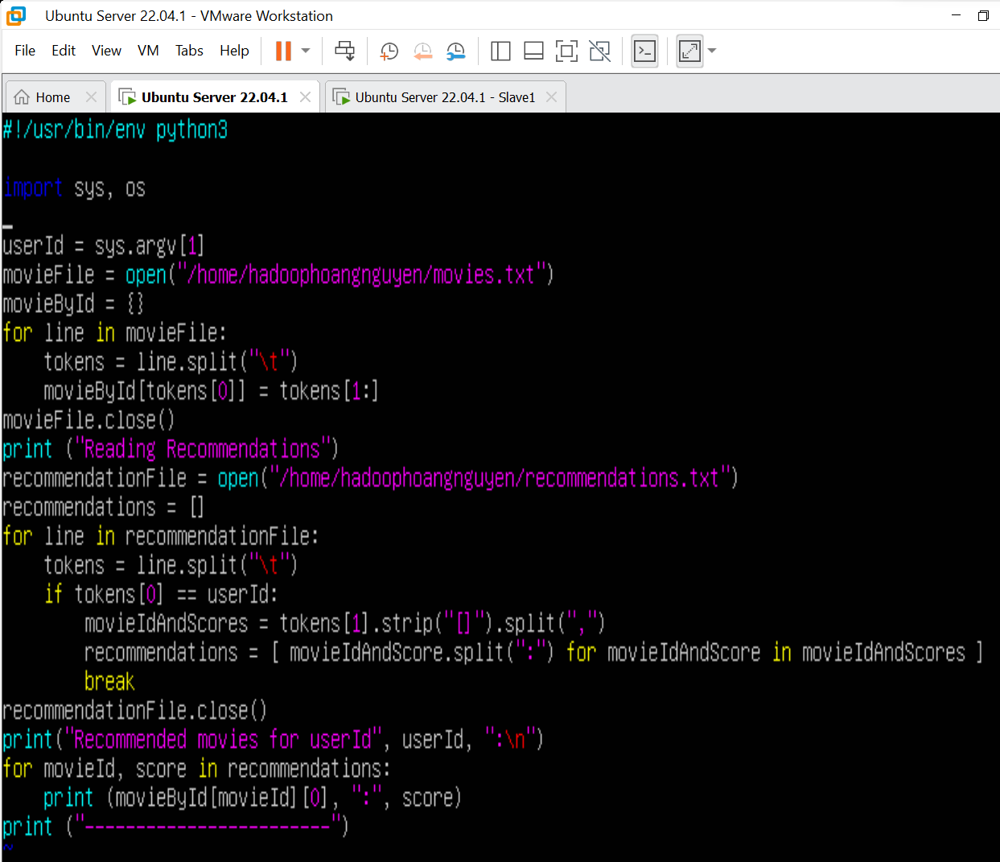 Ubuntu Server 22.04.1 - VMware Workstation
File Edit View VM Tabs Help
Home Ubuntu Server 22.04.1 Ubuntu Server 22.04.1 - Slave1
#!/usr/bin/env python3
import sys, os
userId = sys.argv[1]
movieFile = open("/home/hadoophoangnguyen/movies.txt")
movieById = {}
for line in movieFile:
    tokens = line.split("\t")
    movieById[tokens[0]] = tokens[1:]
movieFile.close()
print ("Reading Recommendations")
recommendationFile = open("/home/hadoophoangnguyen/recommendations.txt")
recommendations = []
for line in recommendationFile:
    tokens = line.split("\t")
    if tokens[0] == userId:
        movieIdAndScores = tokens[1].strip("[]").split(",")
        recommendations = [ movieIdAndScore.split(":") for movieIdAndScore in movieIdAndScores ]
        break
recommendationFile.close()
print("Recommended movies for userId", userId, ":\n")
for movieId, score in recommendations:
    print (movieById[movieId][0], ":", score)
print ("------------------------")
~